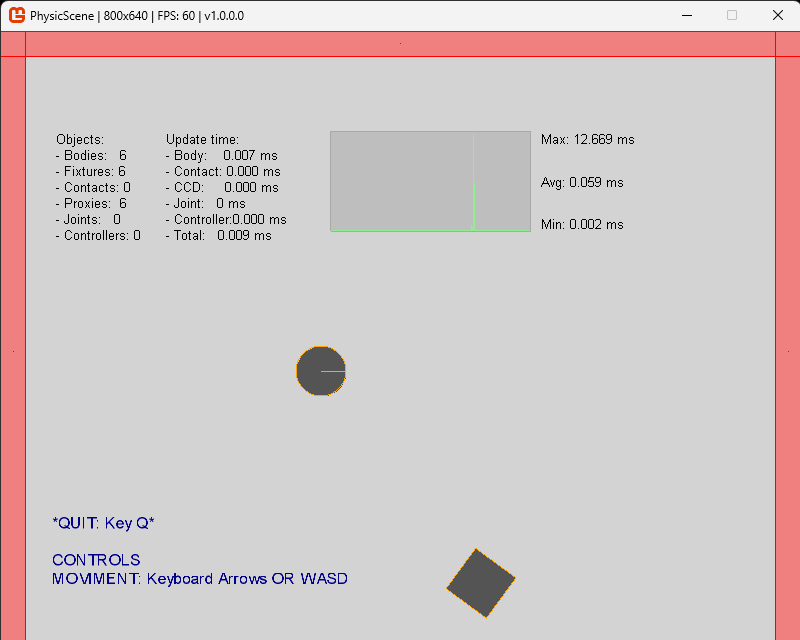 PhysicScene | 800x640 | FPS: 60 | v1.0.0.0
Objects:
- Bodies: 6
- Fixtures: 6
- Contacts: 0
- Proxies: 6
- Joints: 0
- Controllers: 0
Update time:
- Body: 0.007 ms
- Contact: 0.000 ms
- CCD: 0.000 ms
- Joint: 0 ms
- Controller:0.000 ms
- Total: 0.009 ms
Max: 12.669 ms
Avg: 0.059 ms
Min: 0.002 ms
*QUIT: Key Q*
CONTROLS
MOVIMENT: Keyboard Arrows OR WASD